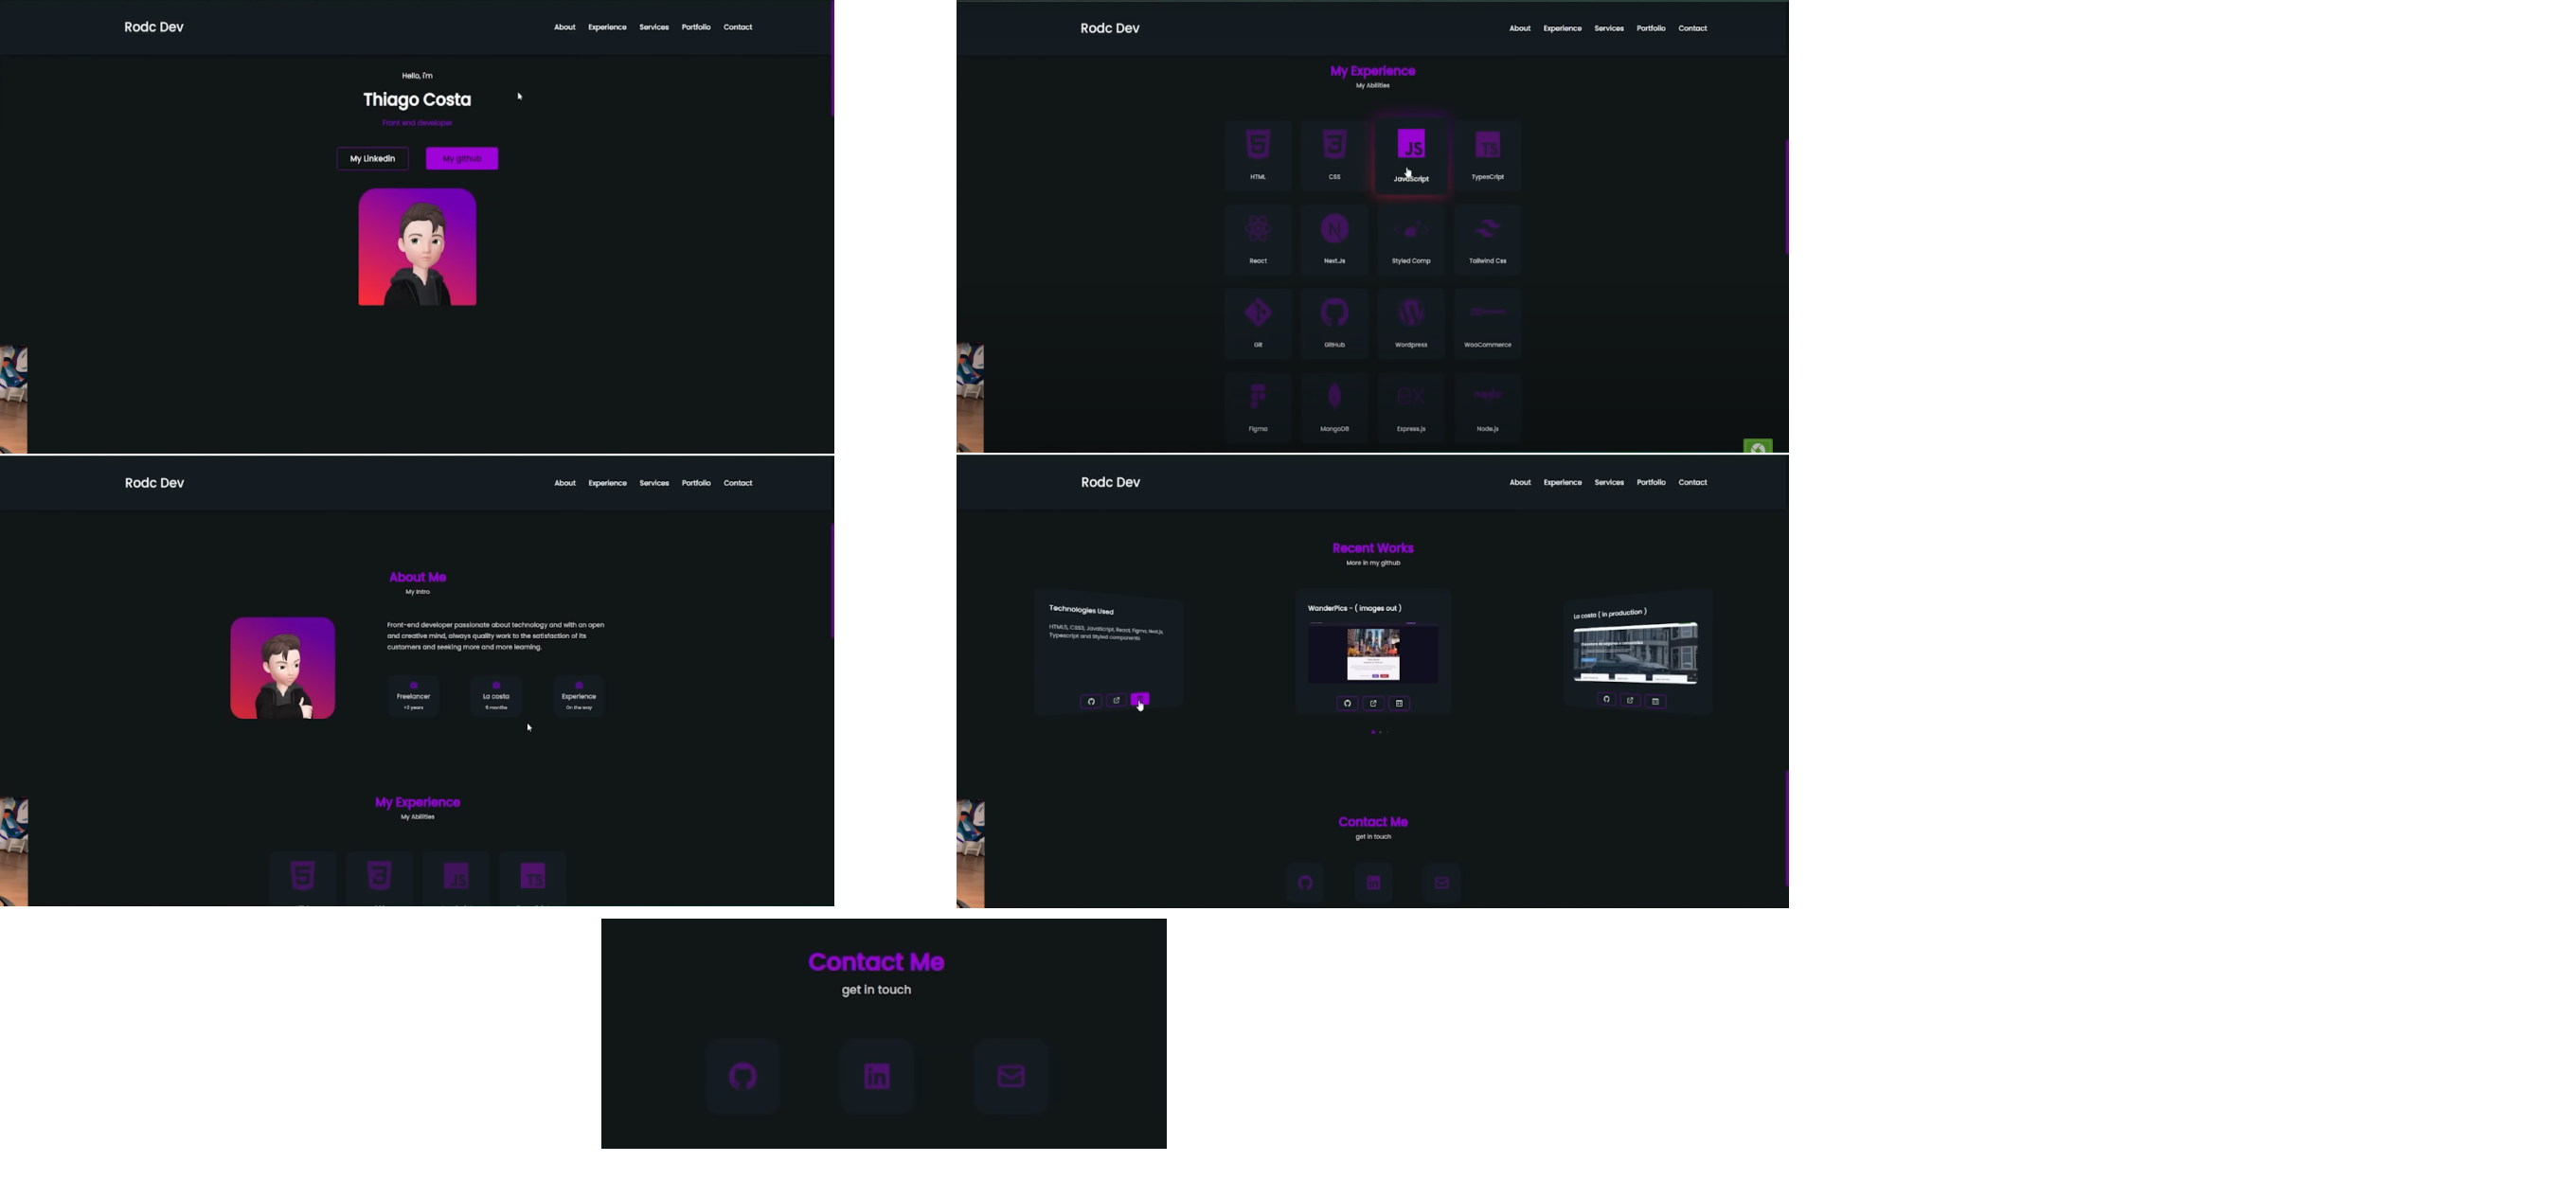 Rodc Dev
About Experience Services Portfolio Contact
Hello, I'm
Thiago Costa
Front end developer
My Linkedin My github
Rodc Dev
About Experience Services Portfolio Contact
My Experience
My Abilities
HTML CSS JavaScript TypesCript
React Next.Js Styled Comp Tailwind Css
Git GitHub Wordpress WooCommerce
Figma MongoDB Express.js Node.js
Rodc Dev
About Experience Services Portfolio Contact
About Me
My Intro
Front-end developer passionate about technology and with an open
and creative mind, always quality work to the satisfaction of its
customers and seeking more and more learning.
Freelancer La costa Experience
+3 years 6 months On the way
My Experience
My Abilities
Rodc Dev
About Experience Services Portfolio Contact
Recent Works
More in my github
Technologies Used
HTML5, CSS3, JavaScript, React, Figma, Next.js,
Typescript and Styled components
WonderPics - ( images out )
La costa ( in production )
Contact Me
get in touch
Contact Me
get in touch